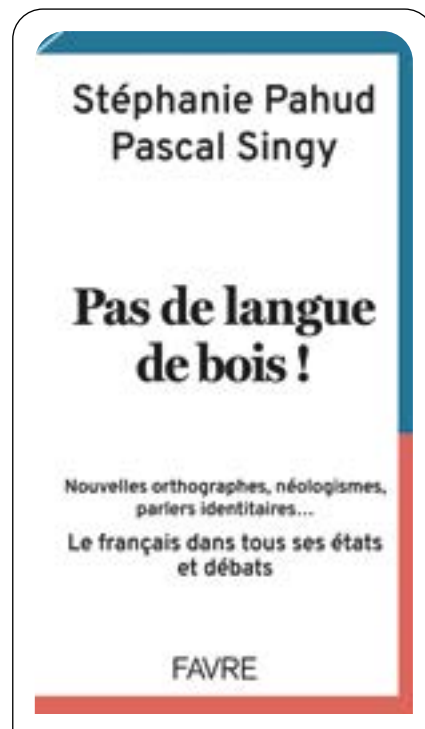 Stéphanie Pahud
Pascal Singy
Pas de langue
de bois !
Nouvelles orthographes, néologismes,
parlers identitaires...
Le français dans tous ses états
et débats
FAVRE